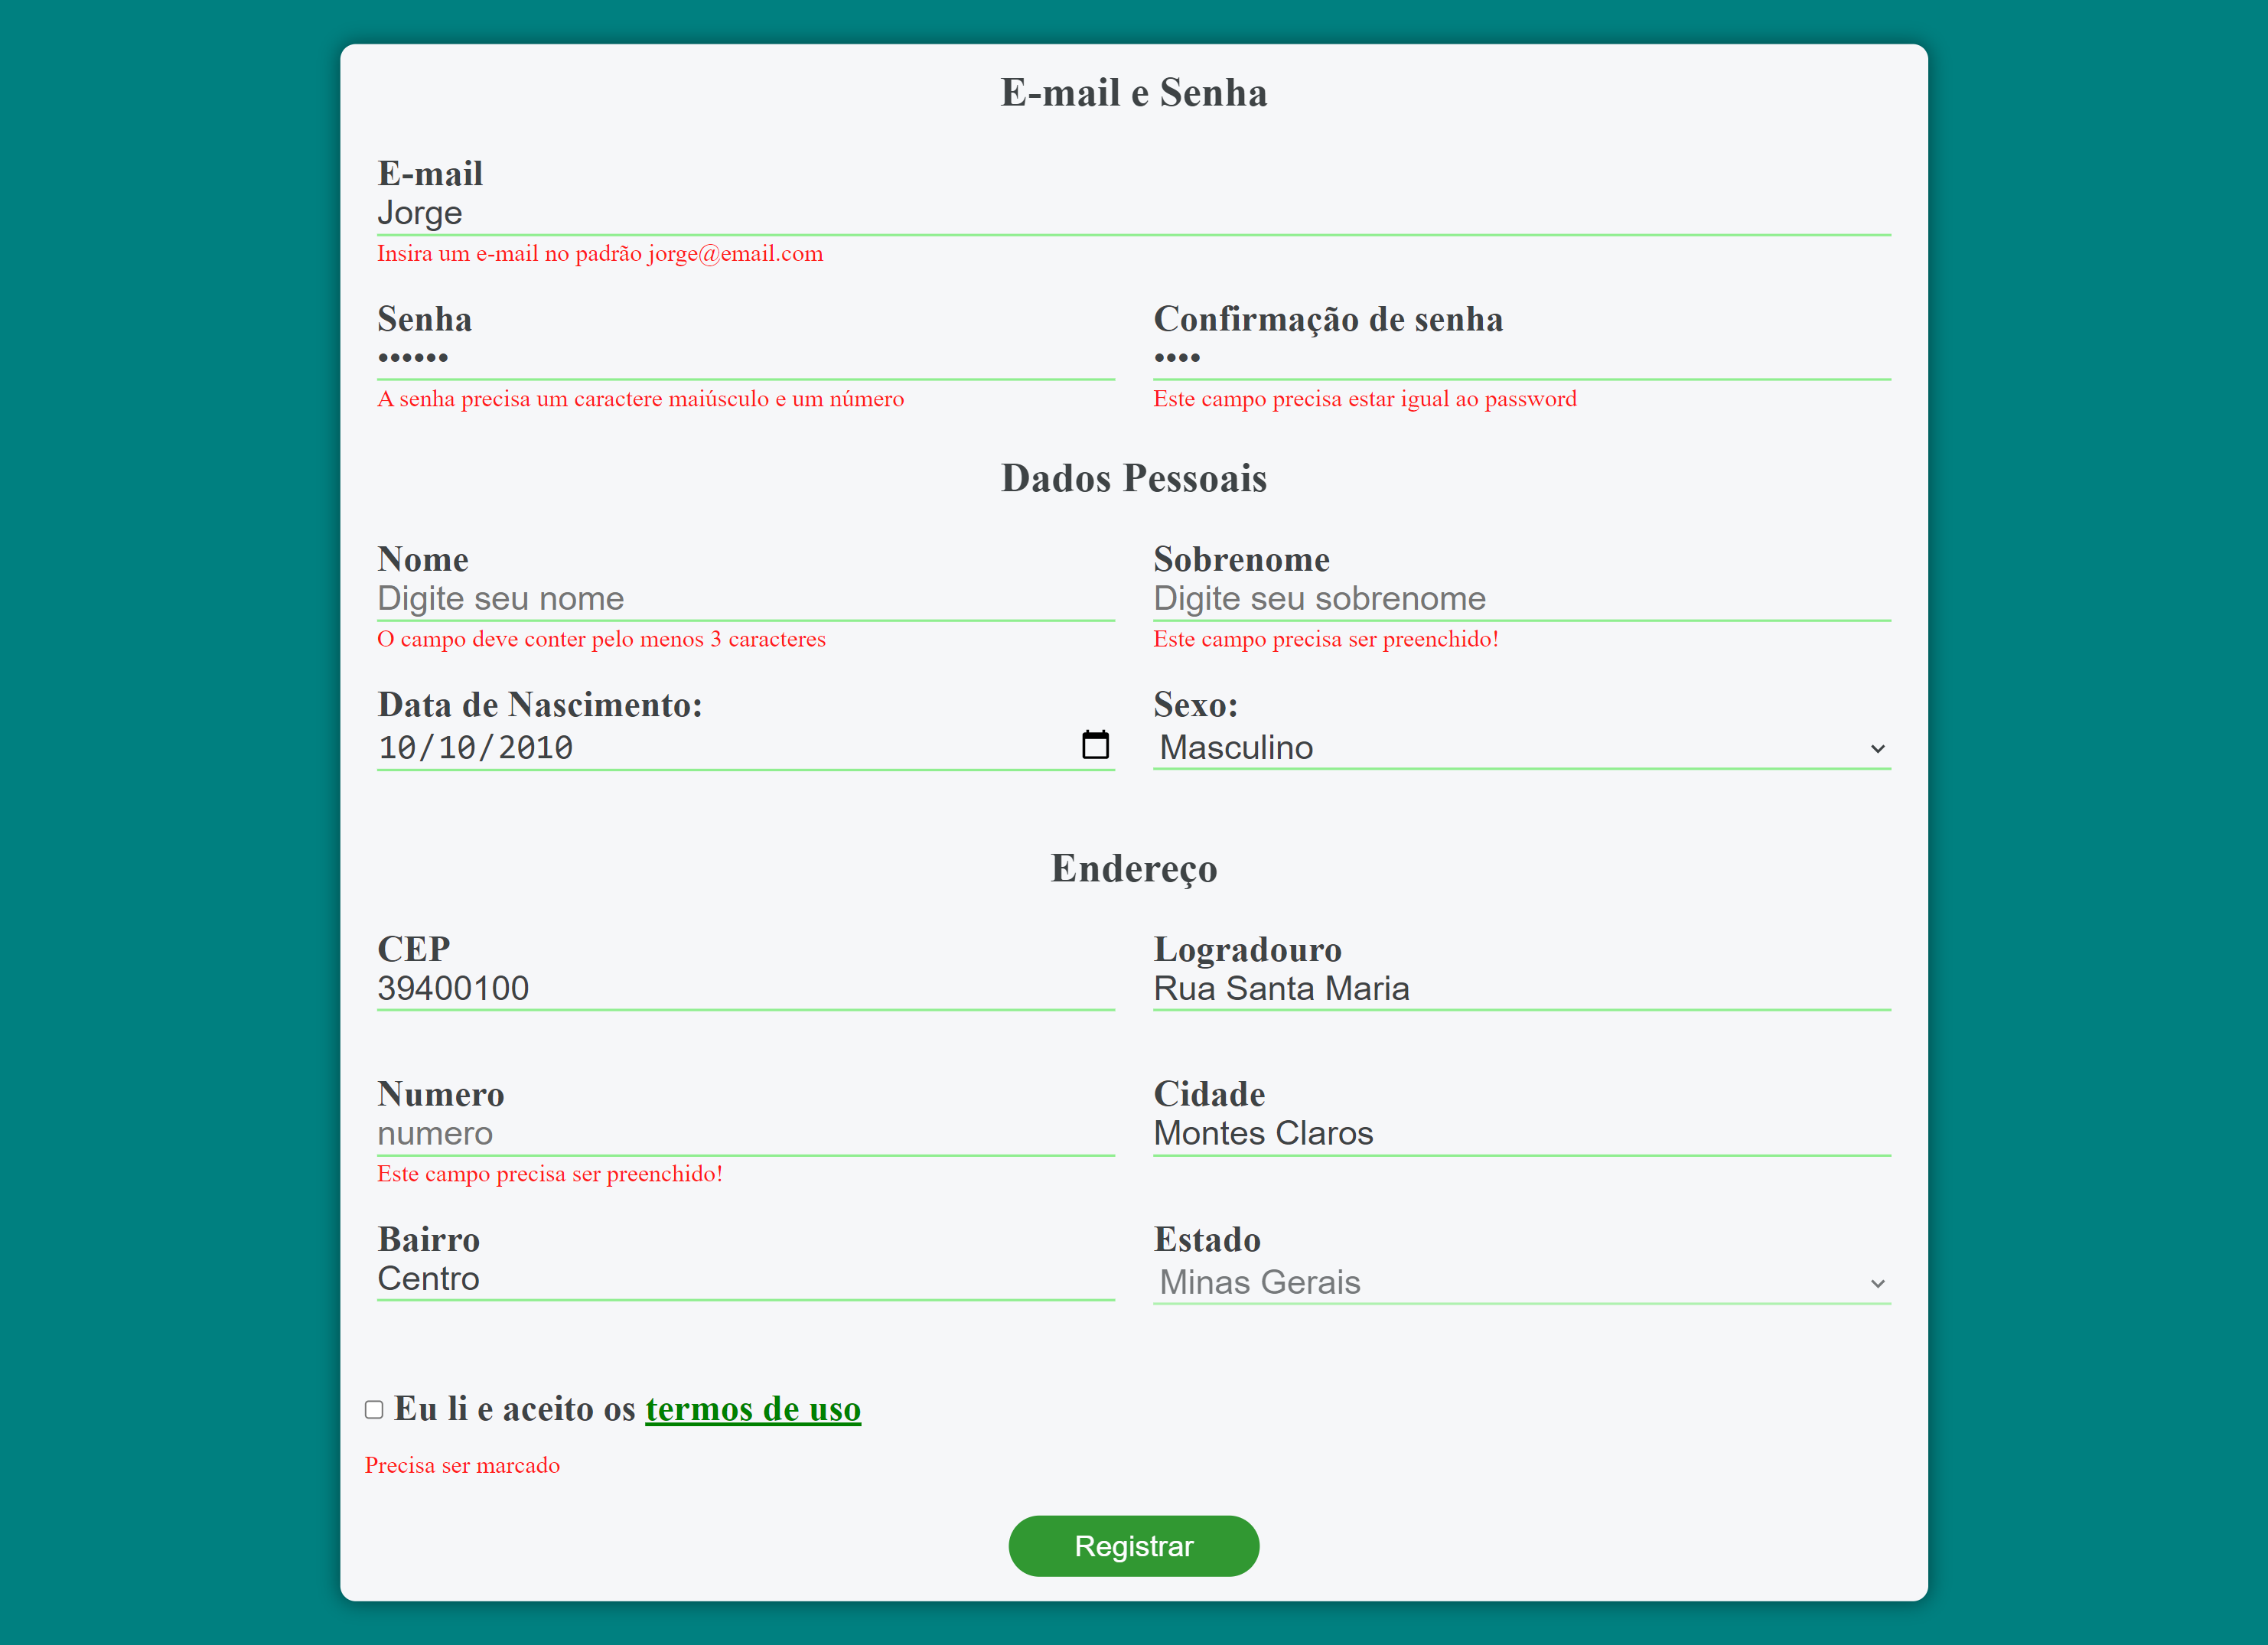 E-mail e Senha
E-mail
Jorge
Insira um e-mail no padrão jorge@email.com
Senha
••••••
A senha precisa um caractere maiúsculo e um número
Confirmação de senha
••••
Este campo precisa estar igual ao password
Dados Pessoais
Nome
Digite seu nome
O campo deve conter pelo menos 3 caracteres
Sobrenome
Digite seu sobrenome
Este campo precisa ser preenchido!
Data de Nascimento:
10/10/2010
Sexo:
Masculino
Endereço
CEP
39400100
Logradouro
Rua Santa Maria
Numero
numero
Este campo precisa ser preenchido!
Cidade
Montes Claros
Bairro
Centro
Estado
Minas Gerais
Eu li e aceito os termos de uso
Precisa ser marcado
Registrar